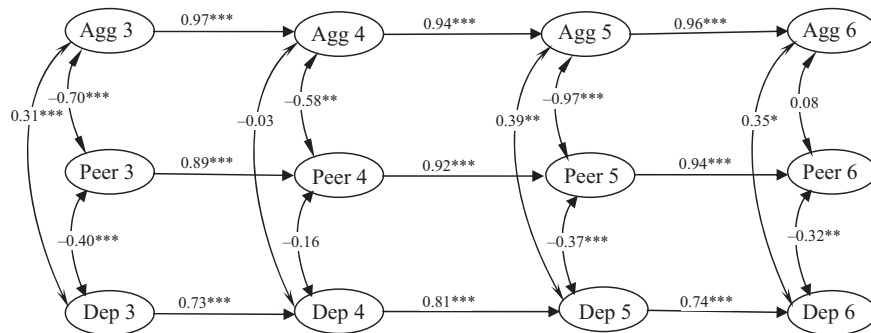 Agg 3 0.97*** Agg 4 0.94*** Agg 5 0.96*** Agg 6
0.31*** –0.70*** –0.03 –0.58** 0.39** –0.97*** 0.35* 0.08
Peer 3 0.89*** Peer 4 0.92*** Peer 5 0.94*** Peer 6
–0.40*** –0.16 –0.37*** –0.32**
Dep 3 0.73*** Dep 4 0.81*** Dep 5 0.74*** Dep 6